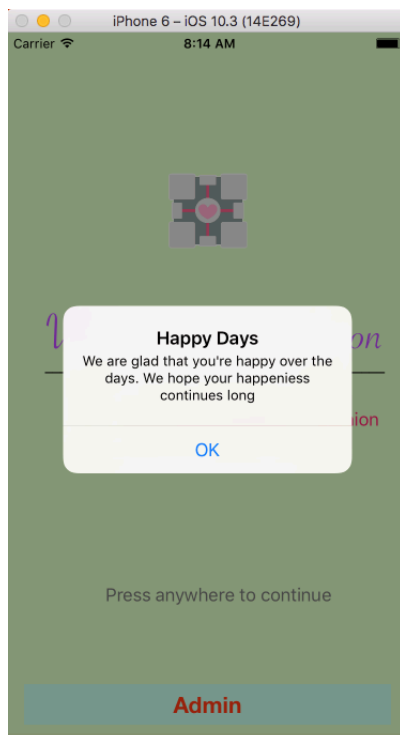 iPhone 6 – iOS 10.3 (14E269)
Carrier 8:14 AM
Happy Days
We are glad that you're happy over the
days. We hope your happeniess
continues long
OK
Press anywhere to continue
Admin